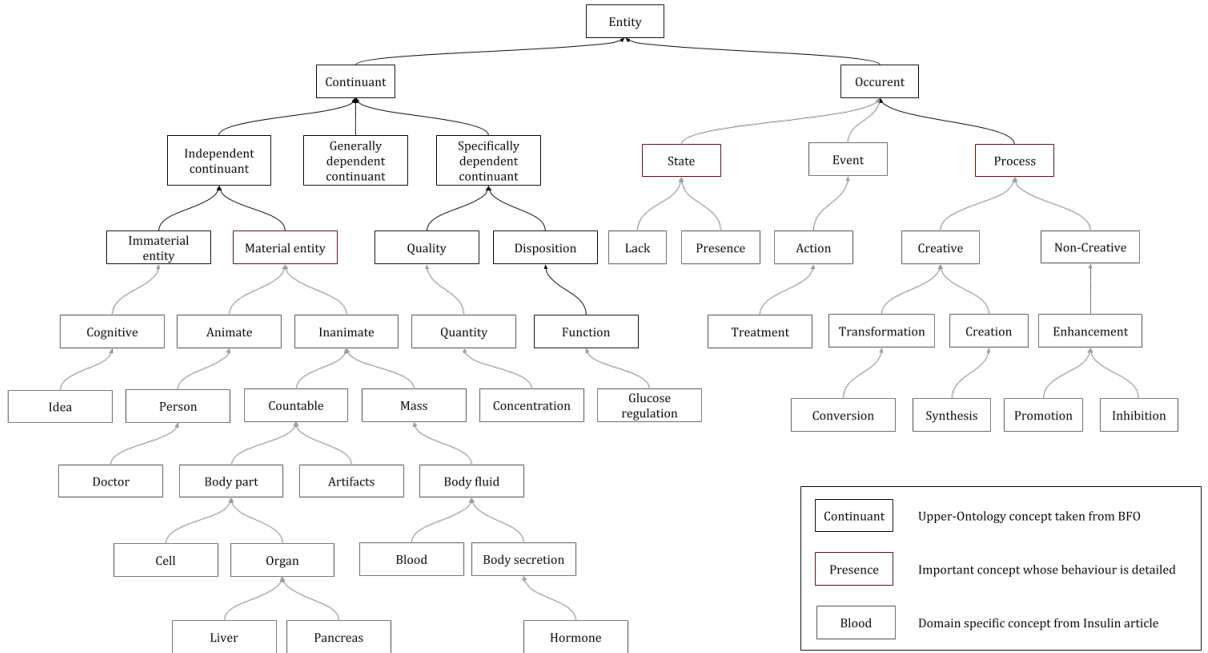 Entity
Continuant
Occurent
Independent
continuant
Generally
dependent
continuant
Specifically
dependent
continuant
State
Event
Process
Immaterial
entity
Material entity
Quality
Disposition
Lack
Presence
Action
Creative
Non-Creative
Cognitive
Animate
Inanimate
Quantity
Function
Treatment
Transformation
Creation
Enhancement
Idea
Person
Countable
Mass
Concentration
Glucose
regulation
Conversion
Synthesis
Promotion
Inhibition
Doctor
Body part
Artifacts
Body fluid
Cell
Organ
Blood
Body secretion
Liver
Pancreas
Hormone
Continuant Upper-Ontology concept taken from BFO
Presence Important concept whose behaviour is detailed
Blood Domain specific concept from Insulin article